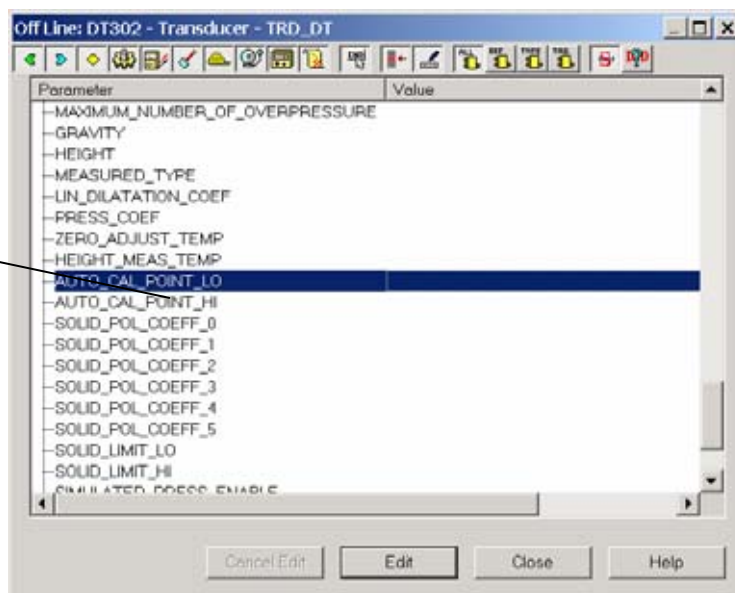 Off Line: DT302 - Transducer - TRD_DT
Parameter Value
MAXIMUM_NUMBER_OF_OVERPRESSURE
GRAVITY
HEIGHT
MEASURED_TYPE
LIN_DILATATION_COEF
PRESS_COEF
ZERO_ADJUST_TEMP
HEIGHT_MEAS_TEMP
AUTO_CAL_POINT_LO
AUTO_CAL_POINT_HI
SOLID_POL_COEFF_0
SOLID_POL_COEFF_1
SOLID_POL_COEFF_2
SOLID_POL_COEFF_3
SOLID_POL_COEFF_4
SOLID_POL_COEFF_5
SOLID_LIMIT_LO
SOLID_LIMIT_HI
SIMULATED_PRESS_ENABLE
Cancel Edit Edit Close Help